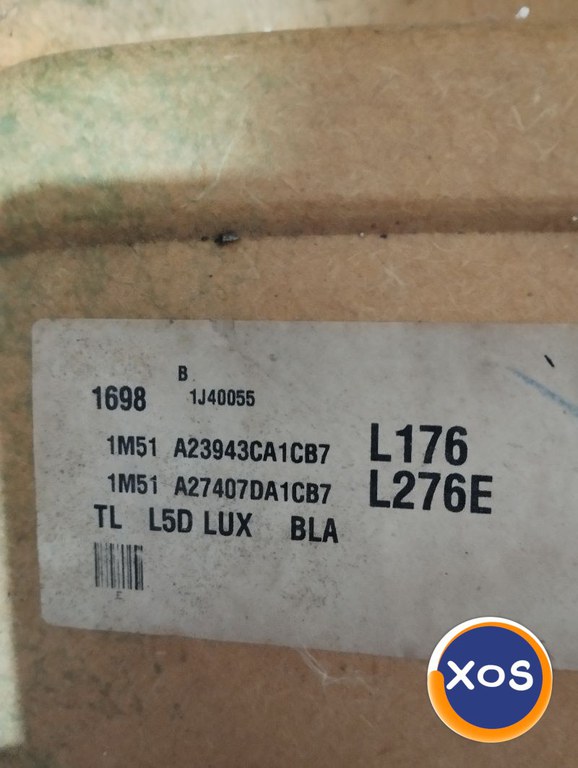 B
1698 1J40055
1M51 A23943CA1CB7 L176
1M51 A27407DA1CB7 L276E
TL L5D LUX BLA
E
XOS